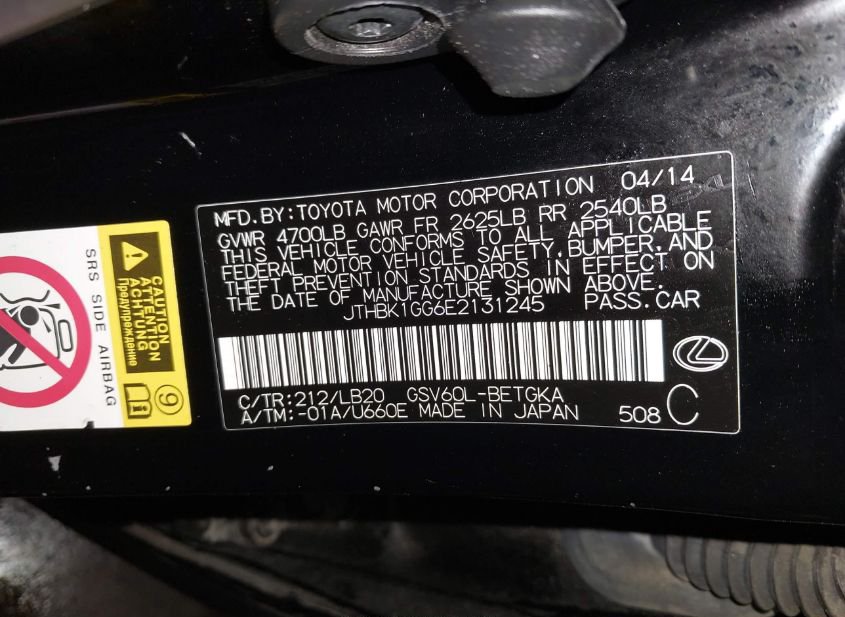 MFD.BY:TOYOTA MOTOR CORPORATION 04/14
GVWR 4700LB GAWR FR 2625LB RR 2540LB
THIS VEHICLE CONFORMS TO ALL APPLICABLE
FEDERAL MOTOR VEHICLE SAFETY,BUMPER,AND
THEFT PREVENTION STANDARDS IN EFFECT ON
THE DATE OF MANUFACTURE SHOWN ABOVE.
JTHBK1GG6E2131245 PASS.CAR
C/TR:212/LB20 GSV60L-BETGKA
A/TM:-01A/U660E MADE IN JAPAN 508 C
SRS SIDE AIRBAG
CAUTION
ATTENTION
ACHTUNG
Предупреждение
9